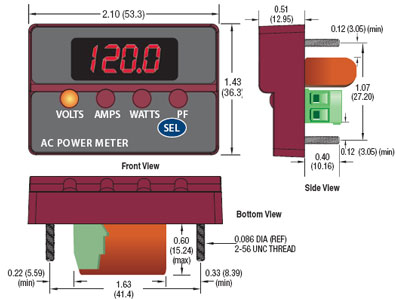 2.10 (53.3)
120.0
VOLTS AMPS WATTS PF
SEL
AC POWER METER
1.43
(36.3)
Front View
0.51
(12.95)
0.12 (3.05) (min)
1.07
(27.20)
0.12 (3.05) (min)
0.40
(10.16)
Side View
Bottom View
0.086 DIA (REF)
2-56 UNC THREAD
0.60
(15.24)
(max)
0.22 (5.59)
(min)
1.63
(41.4)
0.33 (8.39)
(min)